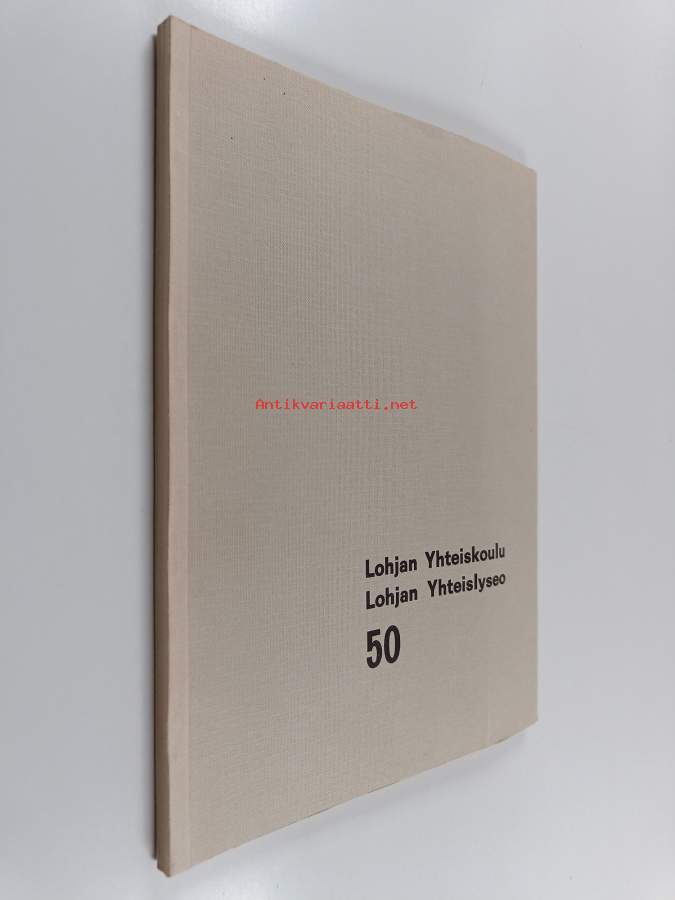 Antikvariaatti.net
Lohjan Yhteiskoulu
Lohjan Yhteislyseo
50